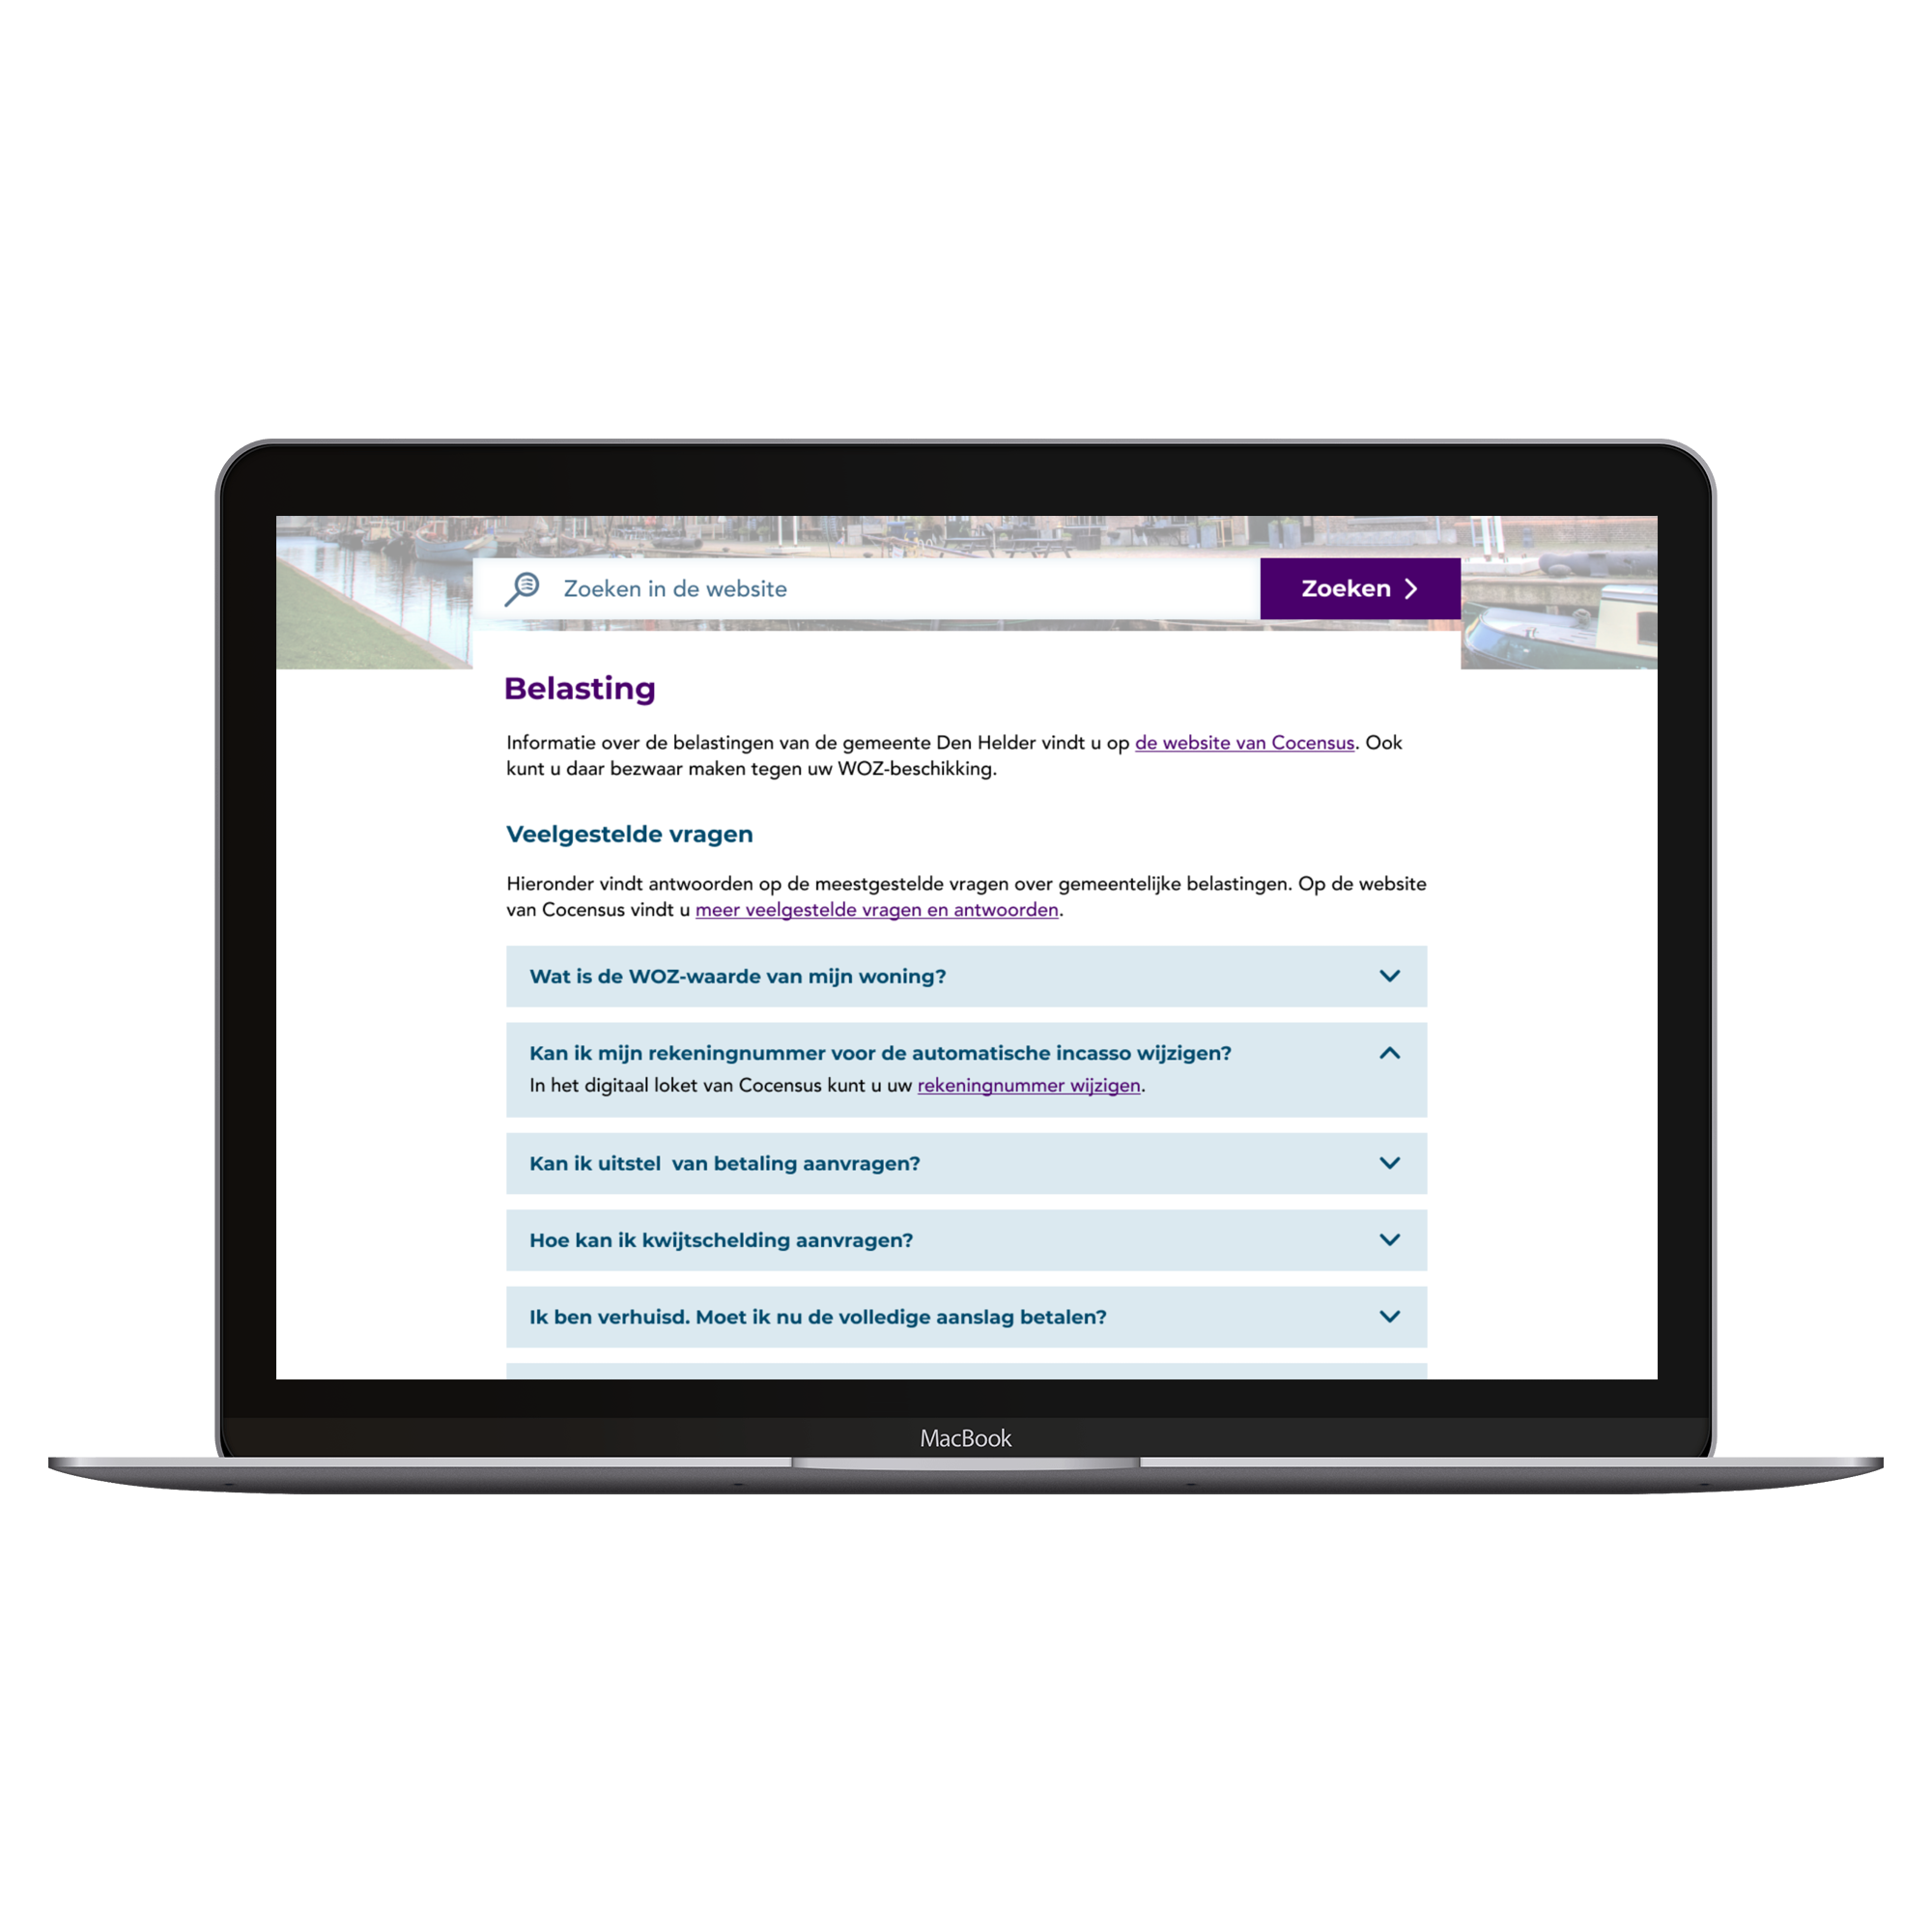 Zoeken in de website
Zoeken
Belasting
Informatie over de belastingen van de gemeente Den Helder vindt u op de website van Cocensus. Ook
kunt u daar bezwaar maken tegen uw WOZ-beschikking.
Veelgestelde vragen
Hieronder vindt antwoorden op de meestgestelde vragen over gemeentelijke belastingen. Op de website
van Cocensus vindt u meer veelgestelde vragen en antwoorden.
Wat is de WOZ-waarde van mijn woning?
Kan ik mijn rekeningnummer voor de automatische incasso wijzigen?
In het digitaal loket van Cocensus kunt u uw rekeningnummer wijzigen.
Kan ik uitstel  van betaling aanvragen?
Hoe kan ik kwijtschelding aanvragen?
Ik ben verhuisd. Moet ik nu de volledige aanslag betalen?
MacBook